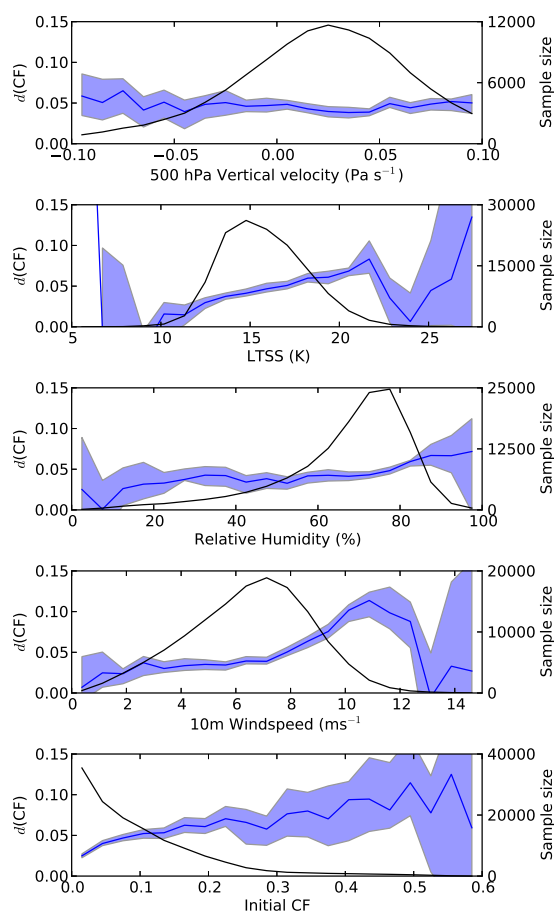 0.15
0.10
0.05
0.00
d(CF)
12000
6000
0
Sample size
−0.10 −0.05 0.00 0.05 0.10
500 hPa Vertical velocity (Pa s⁻¹)
0.15
0.10
0.05
0.00
d(CF)
30000
15000
0
Sample size
5 10 15 20 25
LTSS (K)
0.15
0.10
0.05
0.00
d(CF)
25000
12500
0
Sample size
0 20 40 60 80 100
Relative Humidity (%)
0.15
0.10
0.05
0.00
d(CF)
20000
10000
0
Sample size
0 2 4 6 8 10 12 14
10m Windspeed (ms⁻¹
0.15
0.10
0.05
0.00
d(CF)
40000
20000
0
Sample size
0.0 0.1 0.2 0.3 0.4 0.5 0.6
Initial CF